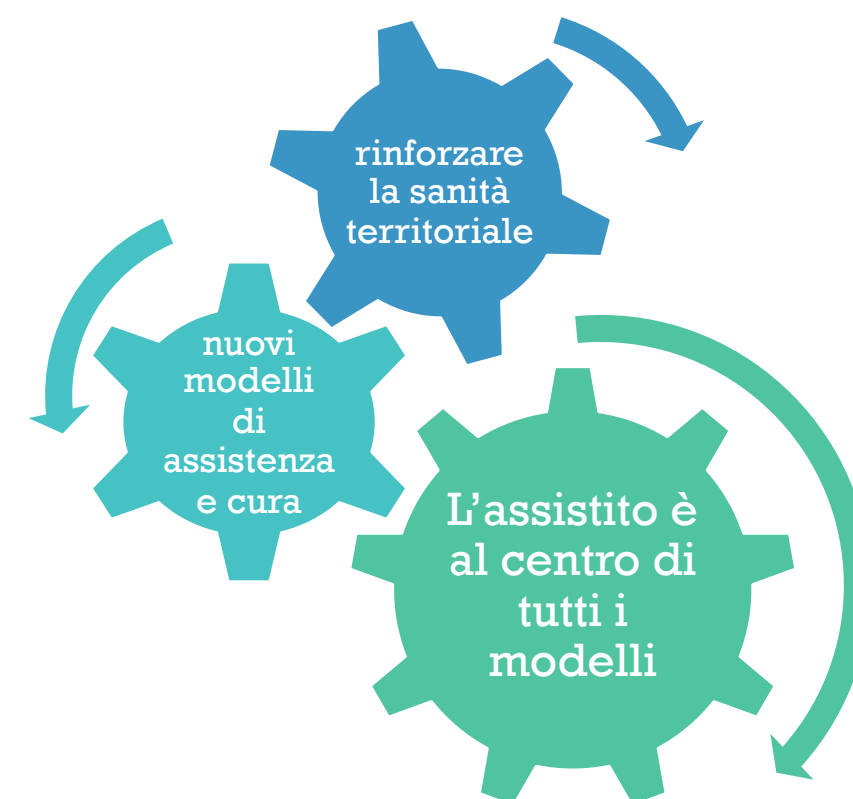 rinforzare
la sanità
territoriale
nuovi
modelli
di
assistenza
e cura
L’assistito è
al centro di
tutti i
modelli